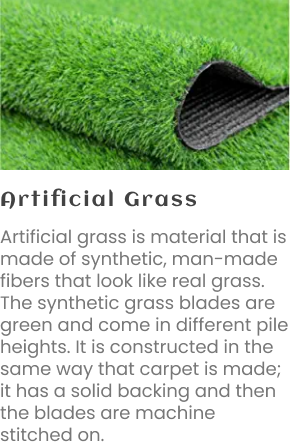 Artificial Grass
Artificial grass is material that is
made of synthetic, man-made
fibers that look like real grass.
The synthetic grass blades are
green and come in different pile
heights. It is constructed in the
same way that carpet is made;
it has a solid backing and then
the blades are machine
stitched on.